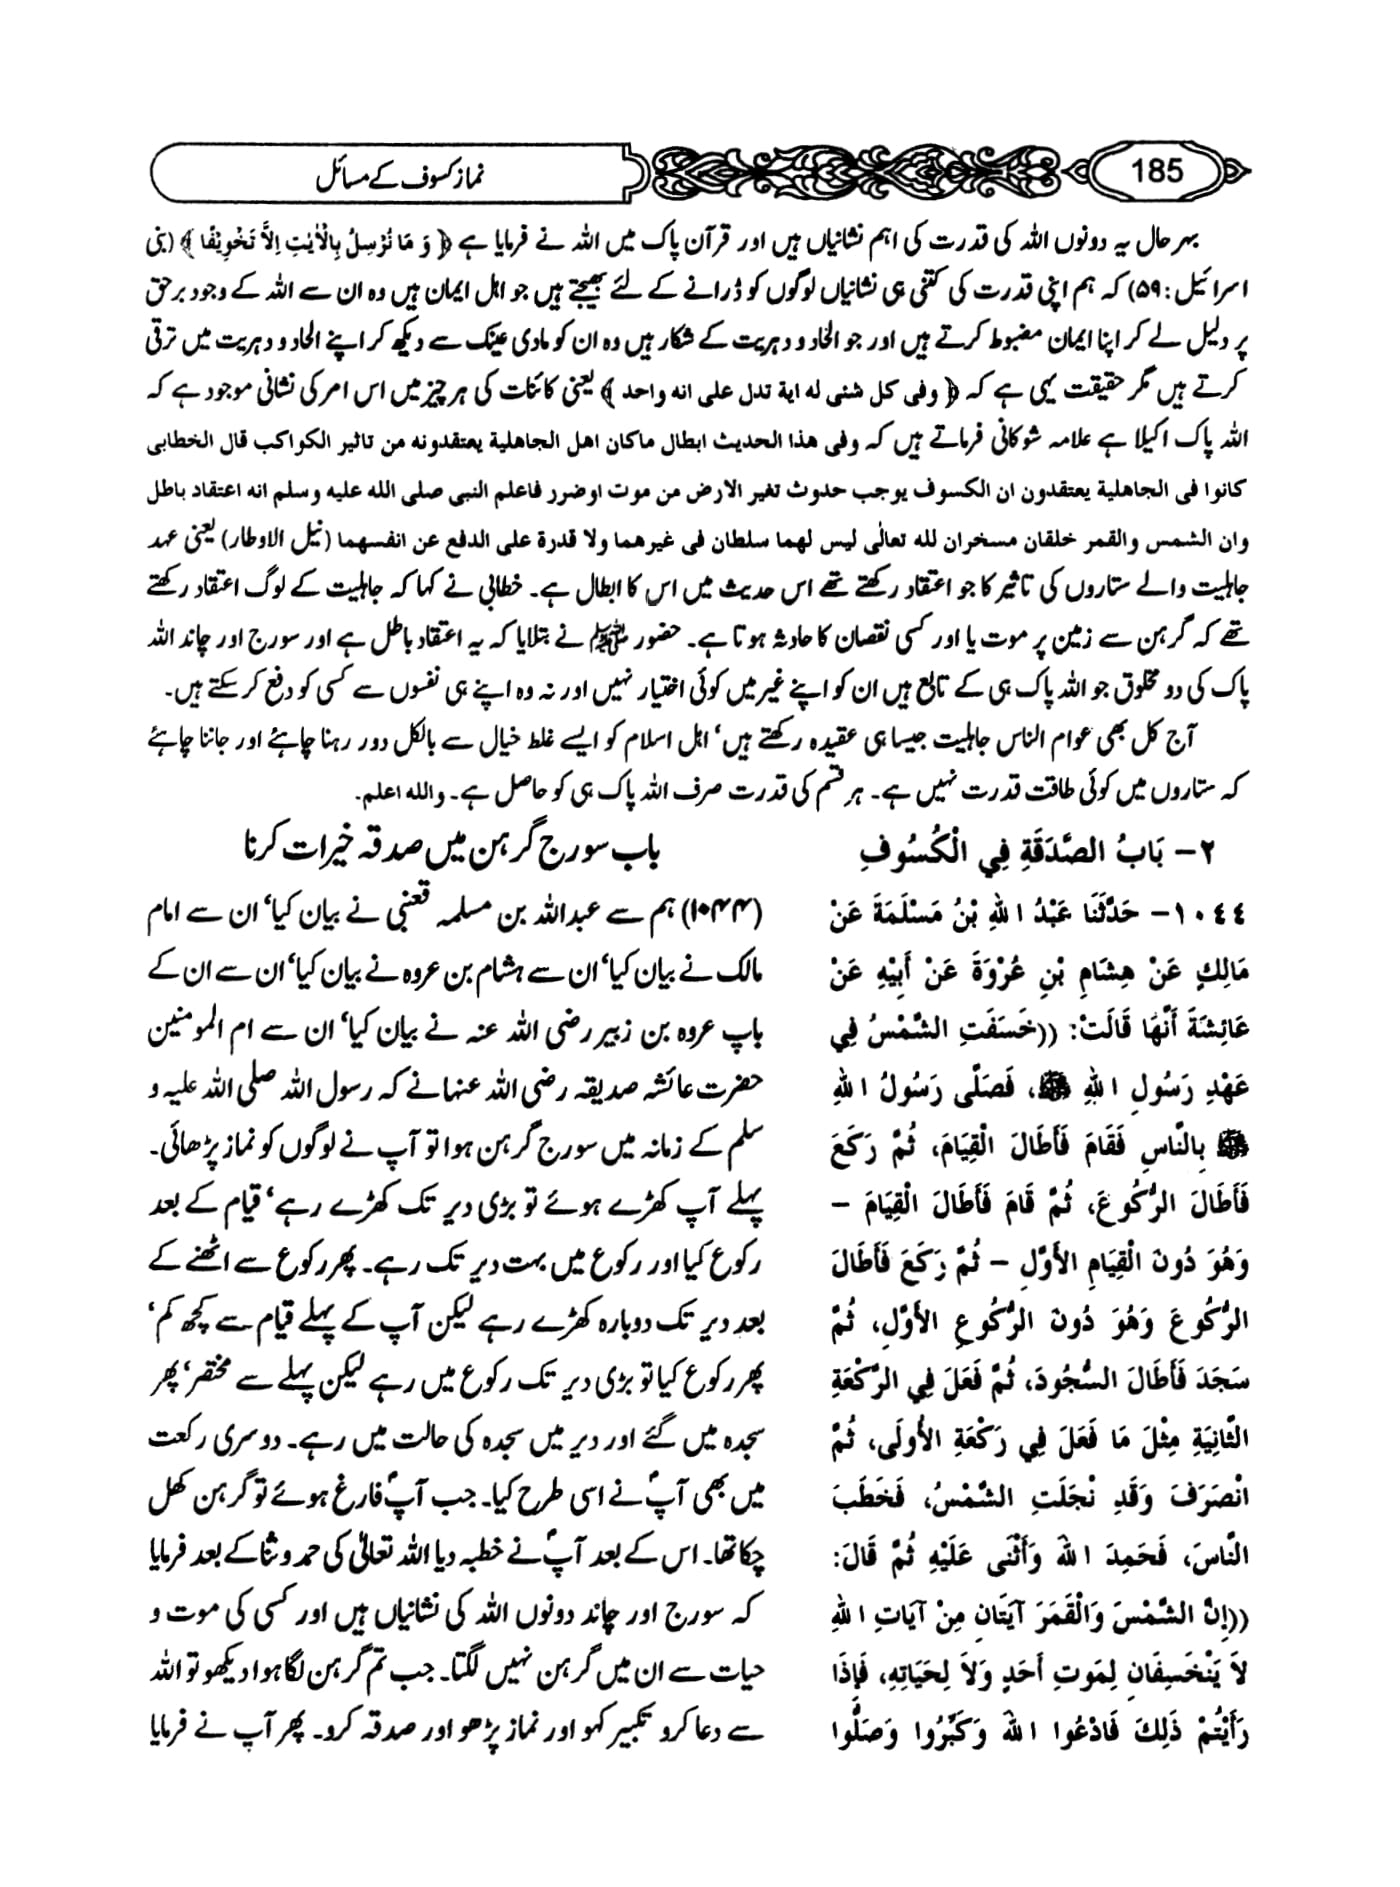 185
نماز کسوف کے مسائل
بہر حال یہ دونوں اللہ کی قدرت کی اہم نشانیاں ہیں اور قرآن پاک میں اللہ نے فرمایا ہے ﴿ وَ مَا نُرْسِلُ بِالْاٰيٰتِ اِلَّا تَخْوِيْفًا ﴾ (بنی
اسرائیل : ۵۹) کہ ہم اپنی قدرت کی کتنی ہی نشانیاں لوگوں کو ڈرانے کے لئے بھیجتے ہیں جو اہل ایمان ہیں وہ ان سے اللہ کے وجود برحق
پر دلیل لے کر اپنا ایمان مضبوط کرتے ہیں اور جو الحاد و دہریت کے شکار ہیں وہ ان کو مادی عینک سے دیکھ کر اپنے الحاد و دہریت میں ترقی
کرتے ہیں مگر حقیقت یہی ہے کہ ﴿ وفی کل شئی له اية تدل علی انه واحد ﴾ یعنی کائنات کی ہر چیز میں اس امر کی نشانی موجود ہے کہ
اللہ پاک اکیلا ہے علامہ شوکانی فرماتے ہیں کہ وفی هذا الحديث ابطال ماكان اهل الجاهلية يعتقدونه من تاثير الكواكب قال الخطابی
كانوا فی الجاهلية يعتقدون ان الكسوف يوجب حدوث تغير الارض من موت اوضرر فاعلم النبی صلی الله عليه وسلم انه اعتقاد باطل
وان الشمس والقمر خلقان مسخران لله تعالٰی ليس لهما سلطان فی غيرهما ولا قدرة علی الدفع عن انفسهما (نیل الاوطار) یعنی عہد
جاہلیت والے ستاروں کی تاثیر کا جو اعتقاد رکھتے تھے اس حدیث میں اس کا ابطال ہے۔ خطابی نے کہا کہ جاہلیت کے لوگ اعتقاد رکھتے
تھے کہ گرہن سے زمین پر موت یا اور کسی نقصان کا حادثہ ہوتا ہے۔ حضور ﷺ نے بتلایا کہ یہ اعتقاد باطل ہے اور سورج اور چاند اللہ
پاک کی دو مخلوق جو اللہ پاک ہی کے تابع ہیں ان کو اپنے غیر میں کوئی اختیار نہیں اور نہ وہ اپنے ہی نفسوں سے کسی کو دفع کر سکتے ہیں۔
آج کل بھی عوام الناس جاہلیت جیسا ہی عقیدہ رکھتے ہیں‘ اہل اسلام کو ایسے غلط خیال سے بالکل دور رہنا چاہئے اور جاننا چاہئے
کہ ستاروں میں کوئی طاقت قدرت نہیں ہے۔ ہر قسم کی قدرت صرف اللہ پاک ہی کو حاصل ہے۔ والله اعلم.
٢- بَابُ الصَّدَقَةِ فِي الْكُسُوفِ
١٠٤٤- حَدَّثَنَا عَبْدُ اللهِ بْنُ مَسْلَمَةَ عَنْ
مَالِكٍ عَنْ هِشَامِ بْنِ عُرْوَةَ عَنْ أَبِيْهِ عَنْ
عَائِشَةَ أَنَّهَا قَالَتْ: ((خَسَفَتِ الشَّمْسُ فِي
عَهْدِ رَسُولِ اللهِ ﷺ، فَصَلَّى رَسُولُ اللهِ
ﷺ بِالنَّاسِ فَقَامَ فَأَطَالَ الْقِيَامَ، ثُمَّ رَكَعَ
فَأَطَالَ الرُّكُوعَ، ثُمَّ قَامَ فَأَطَالَ الْقِيَامَ -
وَهُوَ دُونَ الْقِيَامِ الأَوَّلِ - ثُمَّ رَكَعَ فَأَطَالَ
الرُّكُوعَ وَهُوَ دُونَ الرُّكُوعِ الأَوَّلِ، ثُمَّ
سَجَدَ فَأَطَالَ السُّجُودَ، ثُمَّ فَعَلَ فِي الرَّكْعَةِ
الثَّانِيَةِ مِثْلَ مَا فَعَلَ فِي رَكْعَةِ الأُولَى، ثُمَّ
انْصَرَفَ وَقَدِ نْجَلَتِ الشَّمْسُ، فَخَطَبَ
النَّاسَ، فَحَمِدَ اللهَ وَأَثْنَى عَلَيْهِ ثُمَّ قَالَ:
((إِنَّ الشَّمْسَ وَالْقَمَرَ آيَتَانِ مِنْ آيَاتِ اللهِ
لاَ يَنْخَسِفَانِ لِمَوتِ أَحَدٍ وَلاَ لِحَيَاتِهِ، فَإِذَا
رَأَيْتُمْ ذَلِكَ فَادْعُوا اللهَ وَكَبِّرُوا وَصَلُّوا
باب سورج گرہن میں صدقہ خیرات کرنا
(۱۰۴۴) ہم سے عبداللہ بن مسلمہ قعنبی نے بیان کیا‘ ان سے امام
مالک نے بیان کیا‘ ان سے ہشام بن عروہ نے بیان کیا‘ ان سے ان کے
باپ عروہ بن زبیر رضی اللہ عنہ نے بیان کیا‘ ان سے ام المومنین
حضرت عائشہ صدیقہ رضی اللہ عنہا نے کہ رسول اللہ صلی اللہ علیہ و
سلم کے زمانہ میں سورج گرہن ہوا تو آپ نے لوگوں کو نماز پڑھائی۔
پہلے آپ کھڑے ہوئے تو بڑی دیر تک کھڑے رہے‘ قیام کے بعد
رکوع کیا اور رکوع میں بہت دیر تک رہے۔ پھر رکوع سے اٹھنے کے
بعد دیر تک دوبارہ کھڑے رہے لیکن آپ کے پہلے قیام سے کچھ کم‘
پھر رکوع کیا تو بڑی دیر تک رکوع میں رہے لیکن پہلے سے مختصر‘ پھر
سجدہ میں گئے اور دیر میں سجدہ کی حالت میں رہے۔ دوسری رکعت
میں بھی آپؐ نے اسی طرح کیا۔ جب آپؐ فارغ ہوئے تو گرہن کھل
چکا تھا۔ اس کے بعد آپؐ نے خطبہ دیا اللہ تعالیٰ کی حمد و ثنا کے بعد فرمایا
کہ سورج اور چاند دونوں اللہ کی نشانیاں ہیں اور کسی کی موت و
حیات سے ان میں گرہن نہیں لگتا۔ جب تم گرہن لگا ہوا دیکھو تو اللہ
سے دعا کرو تکبیر کہو اور نماز پڑھو اور صدقہ کرو۔ پھر آپ نے فرمایا